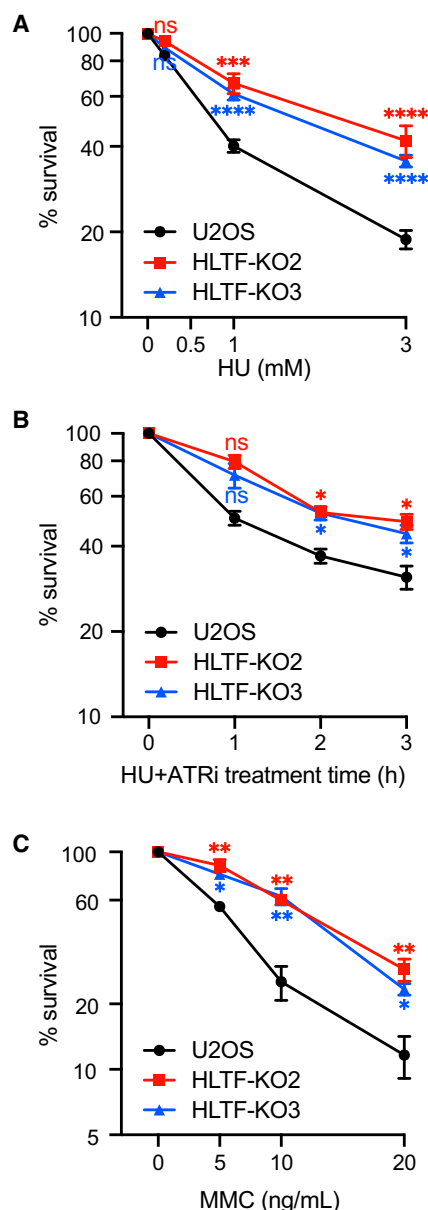 A
100
80
60
40
20
10
% survival
ns
ns
***
****
****
****
U2OS
HLTF-KO2
HLTF-KO3
0 0.5 1 3
HU (mM)
B
100
80
60
40
20
10
% survival
ns
ns
*
*
*
*
U2OS
HLTF-KO2
HLTF-KO3
0 1 2 3
HU+ATRi treatment time (h)
C
100
60
20
10
5
% survival
**
*
**
**
**
*
U2OS
HLTF-KO2
HLTF-KO3
0 5 10 20
MMC (ng/mL)